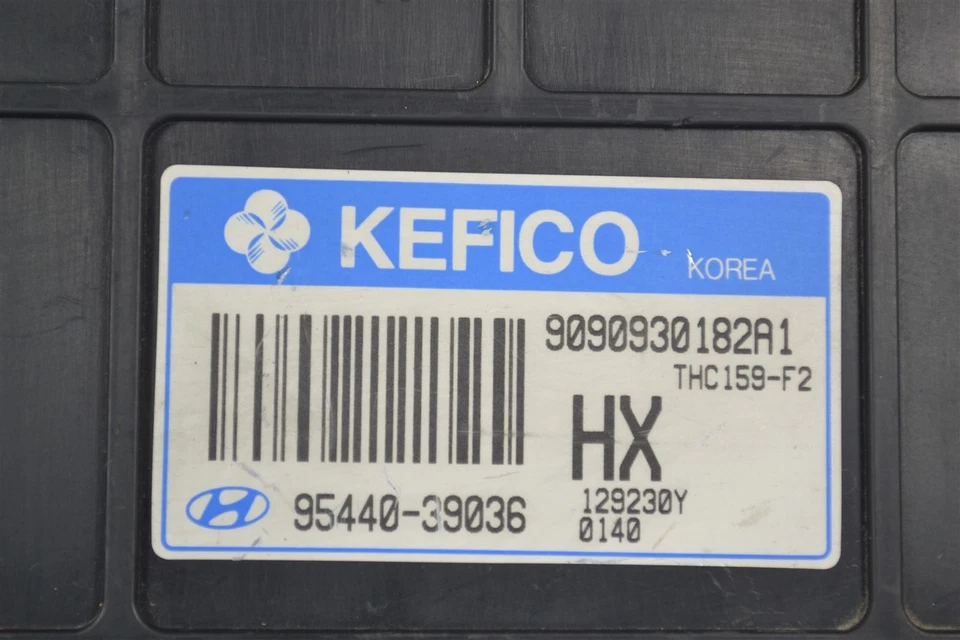 KEFICO KOREA
9090930182A1
THC159-F2
HX
95440-39036
129230Y
0140